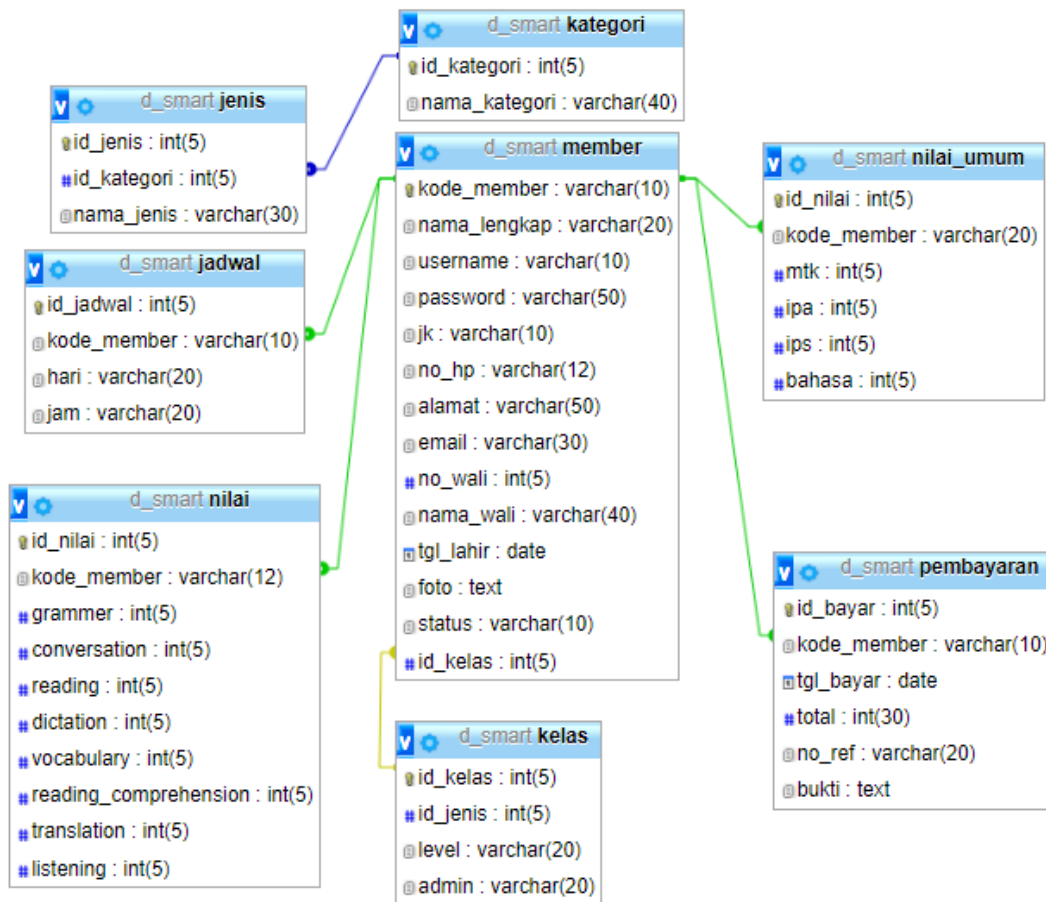 d_smart kategori
id_kategori : int(5)
nama_kategori : varchar(40)
d_smart jenis
id_jenis : int(5)
id_kategori : int(5)
nama_jenis : varchar(30)
d_smart member
kode_member : varchar(10)
nama_lengkap : varchar(20)
username : varchar(10)
password : varchar(50)
jk : varchar(10)
no_hp : varchar(12)
alamat : varchar(50)
email : varchar(30)
no_wali : int(5)
nama_wali : varchar(40)
tgl_lahir : date
foto : text
status : varchar(10)
id_kelas : int(5)
d_smart nilai_umum
id_nilai : int(5)
kode_member : varchar(20)
mtk : int(5)
ipa : int(5)
ips : int(5)
bahasa : int(5)
d_smart jadwal
id_jadwal : int(5)
kode_member : varchar(10)
hari : varchar(20)
jam : varchar(20)
d_smart nilai
id_nilai : int(5)
kode_member : varchar(12)
grammer : int(5)
conversation : int(5)
reading : int(5)
dictation : int(5)
vocabulary : int(5)
reading_comprehension : int(5)
translation : int(5)
listening : int(5)
d_smart pembayaran
id_bayar : int(5)
kode_member : varchar(10)
tgl_bayar : date
total : int(30)
no_ref : varchar(20)
bukti : text
d_smart kelas
id_kelas : int(5)
id_jenis : int(5)
level : varchar(20)
admin : varchar(20)